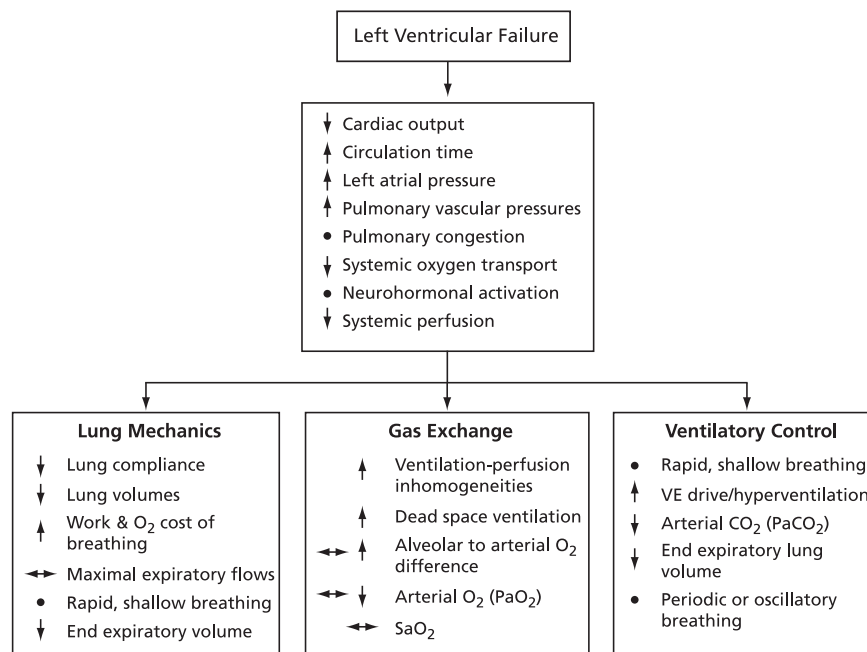 Left Ventricular Failure
↓ Cardiac output
↑ Circulation time
↑ Left atrial pressure
↑ Pulmonary vascular pressures
• Pulmonary congestion
↓ Systemic oxygen transport
• Neurohormonal activation
↓ Systemic perfusion
Lung Mechanics
↓ Lung compliance
↓ Lung volumes
↑ Work & O₂ cost of
breathing
↔ Maximal expiratory flows
• Rapid, shallow breathing
↓ End expiratory volume
Gas Exchange
↑ Ventilation-perfusion
inhomogeneities
↑ Dead space ventilation
↔ ↑ Alveolar to arterial O₂
difference
↔ ↓ Arterial O₂ (PaO₂)
↔ SaO₂
Ventilatory Control
• Rapid, shallow breathing
↑ VE drive/hyperventilation
↓ Arterial CO₂ (PaCO₂)
↓ End expiratory lung
volume
• Periodic or oscillatory
breathing